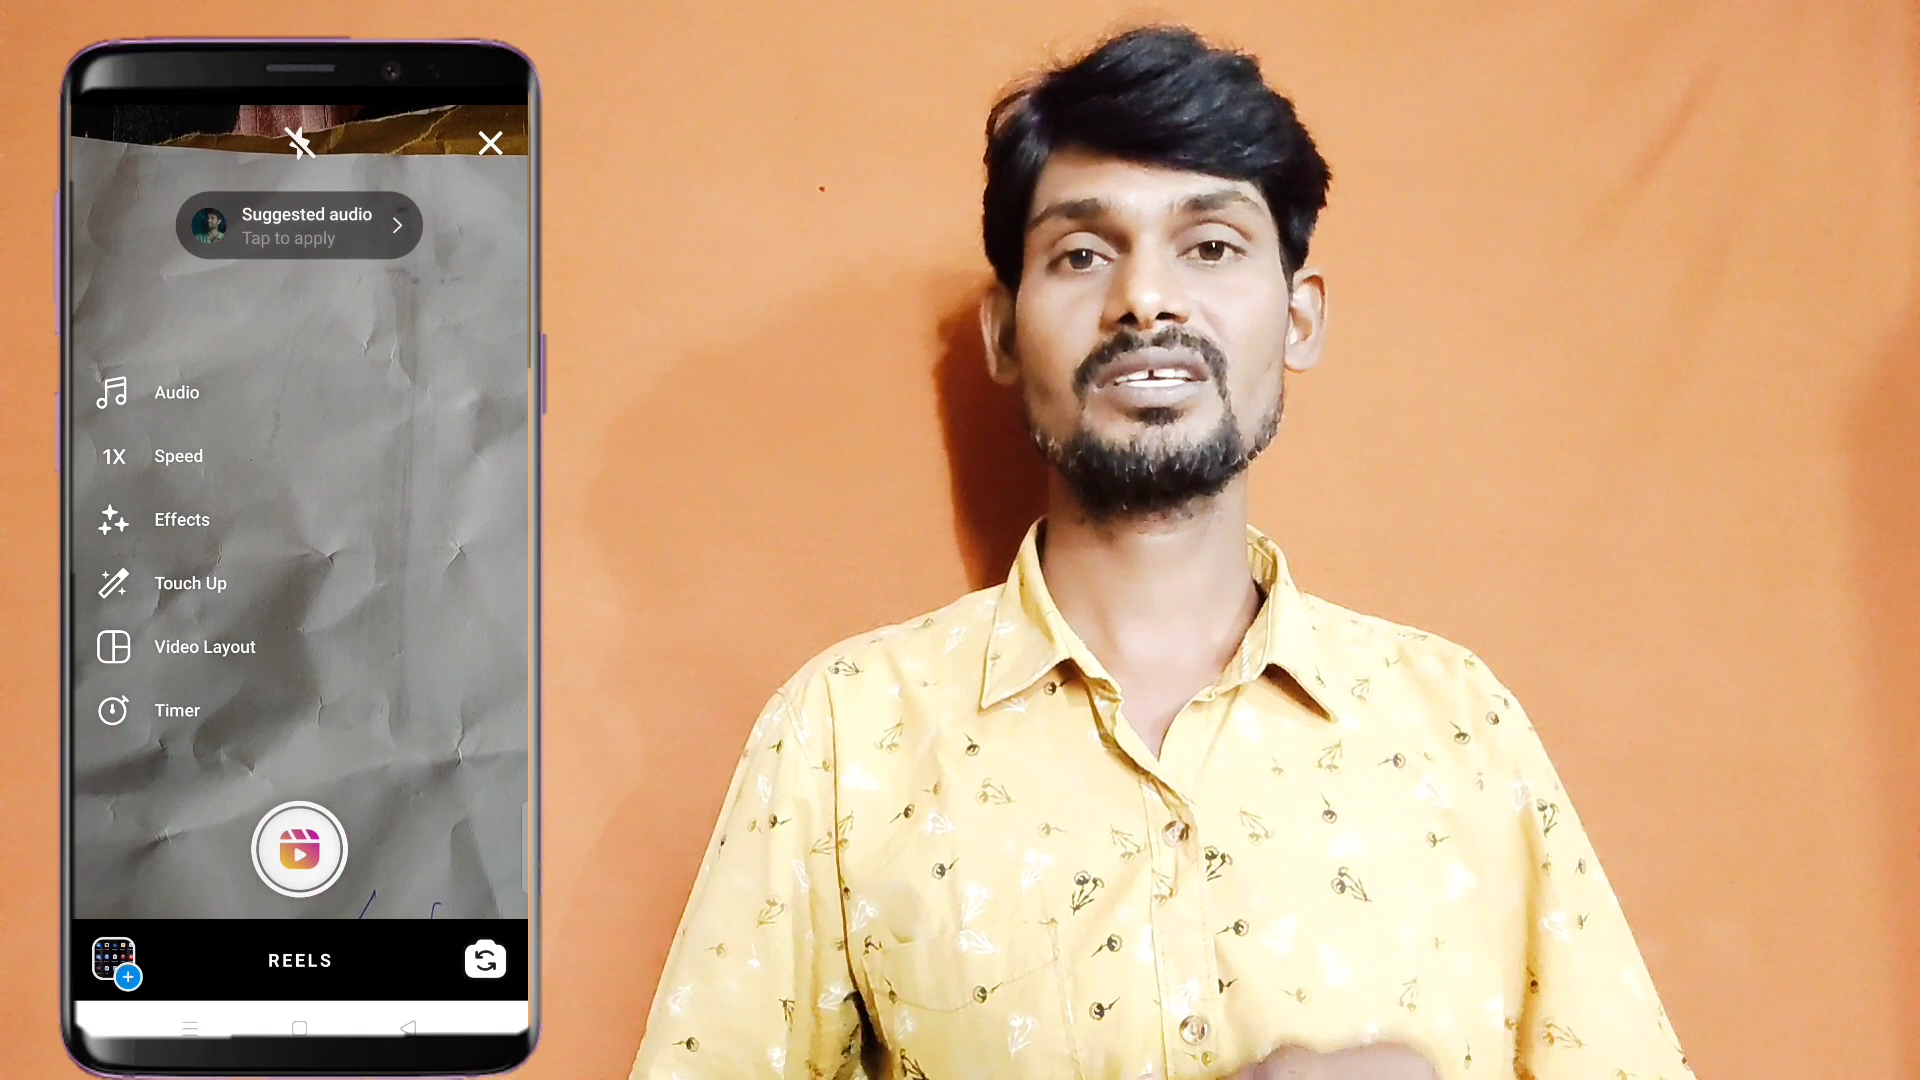 Suggested audio
Tap to apply
Audio
1X Speed
Effects
Touch Up
Video Layout
Timer
REELS